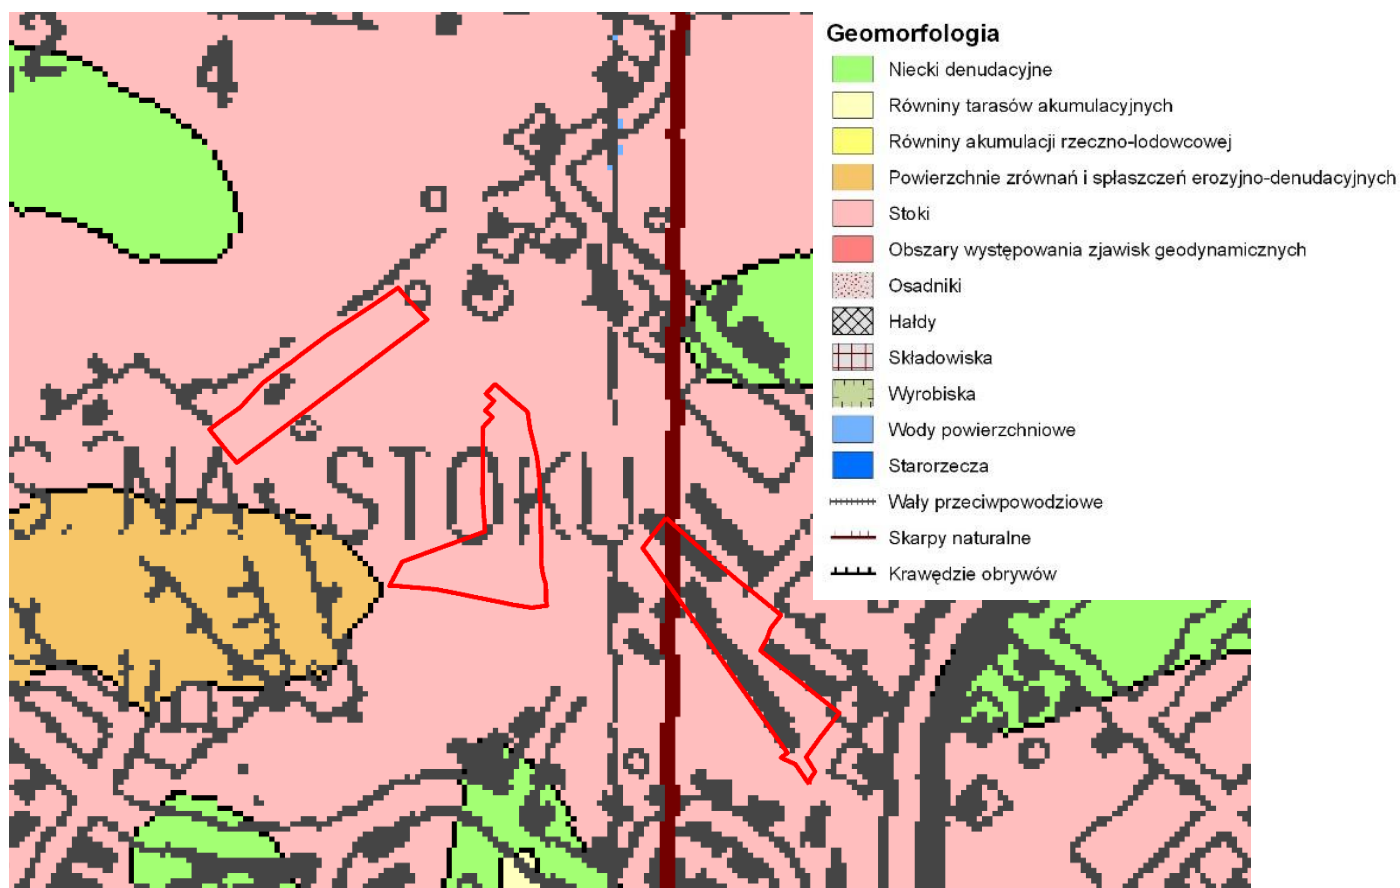 2
4
S NA STOKU
Geomorfologia
Niecki denudacyjne
Równiny tarasów akumulacyjnych
Równiny akumulacji rzeczno-lodowcowej
Powierzchnie zrównań i spłaszczeń erozyjno-denudacyjnych
Stoki
Obszary występowania zjawisk geodynamicznych
Osadniki
Hałdy
Składowiska
Wyrobiska
Wody powierzchniowe
Starorzecza
Wały przeciwpowodziowe
Skarpy naturalne
Krawędzie obrywów